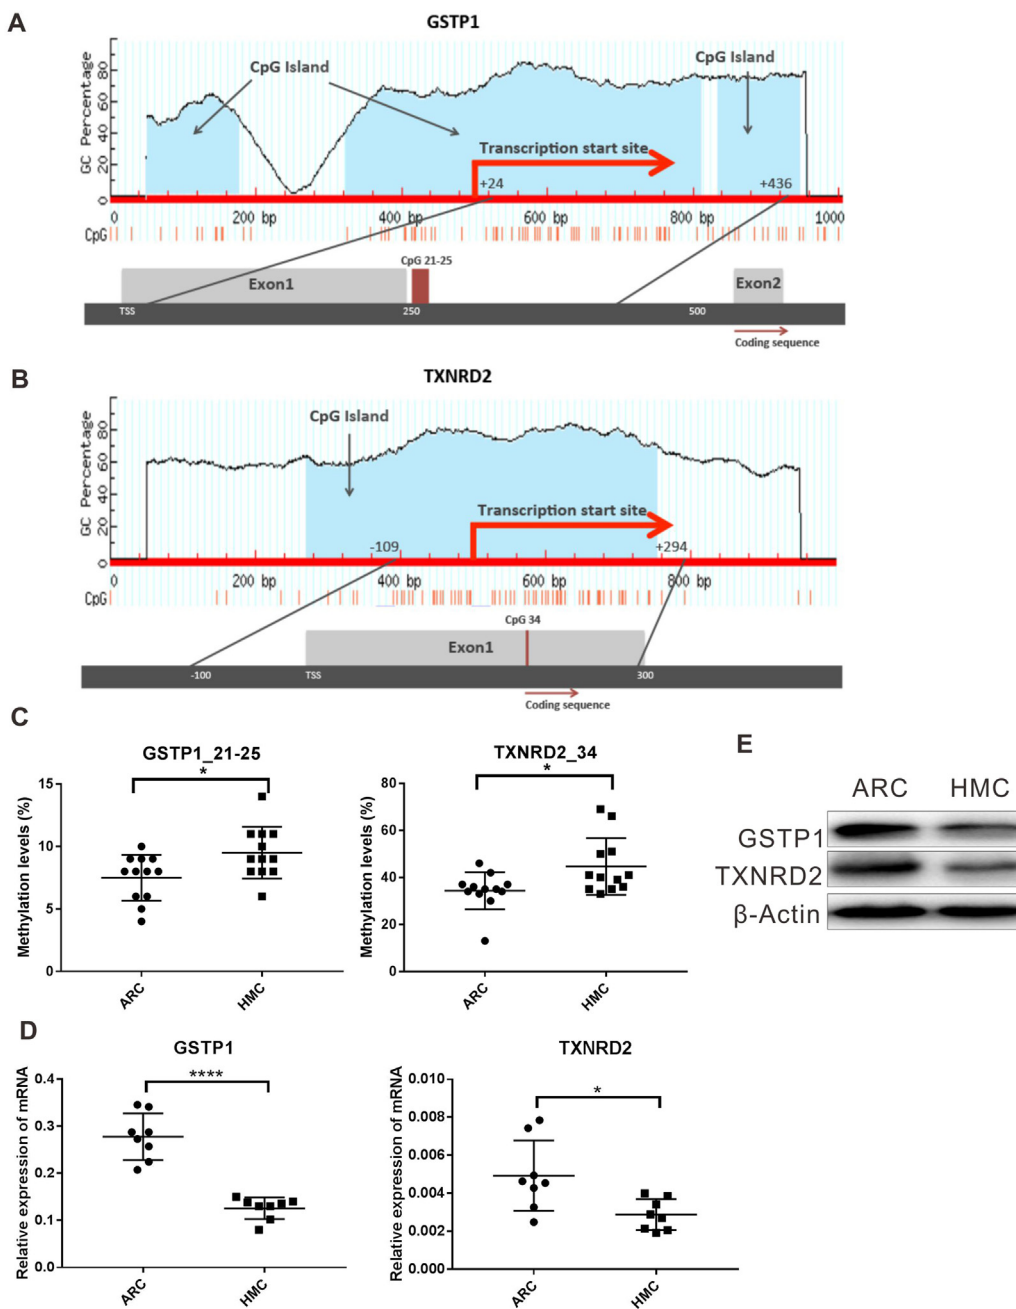 A
GSTP1
GC Percentage
80
60
40
20
0
CpG Island
CpG Island
Transcription start site
+24
+436
0
200 bp
400 bp
600 bp
800 bp
1000
CpG
CpG 21-25
Exon1
Exon2
TSS
250
500
Coding sequence
B
TXNRD2
GC Percentage
80
60
40
20
0
CpG Island
Transcription start site
-109
+294
0
200 bp
400 bp
600 bp
800 bp
CpG
CpG 34
Exon1
-100
TSS
300
Coding sequence
C
GSTP1_21-25
*
Methylation levels (%)
15
10
5
0
ARC
HMC
TXNRD2_34
*
Methylation levels (%)
80
60
40
20
0
ARC
HMC
E
ARC HMC
GSTP1
TXNRD2
β-Actin
D
GSTP1
****
Relative expression of mRNA
0.4
0.3
0.2
0.1
0.0
ARC
HMC
TXNRD2
*
Relative expression of mRNA
0.010
0.008
0.006
0.004
0.002
0.000
ARC
HMC